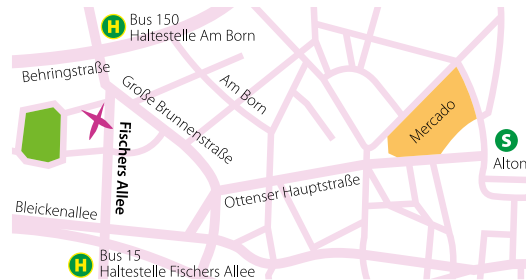 H Bus 150
Haltestelle Am Born
Behringstraße
Große Brunnenstraße
Am Born
Mercado
S
Alton
Fischers Allee
Ottenser Hauptstraße
Bleickenallee
H Bus 15
Haltestelle Fischers Allee